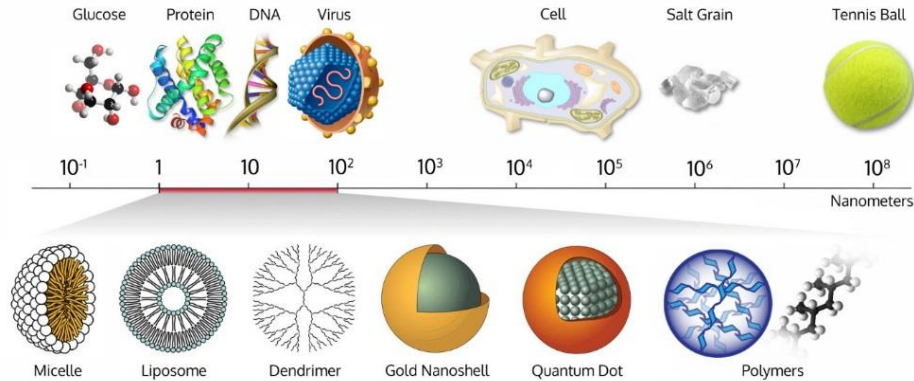 Glucose Protein DNA Virus Cell Salt Grain Tennis Ball
10⁻¹ 1 10 10² 10³ 10⁴ 10⁵ 10⁶ 10⁷ 10⁸
Nanometers
Micelle Liposome Dendrimer Gold Nanoshell Quantum Dot Polymers